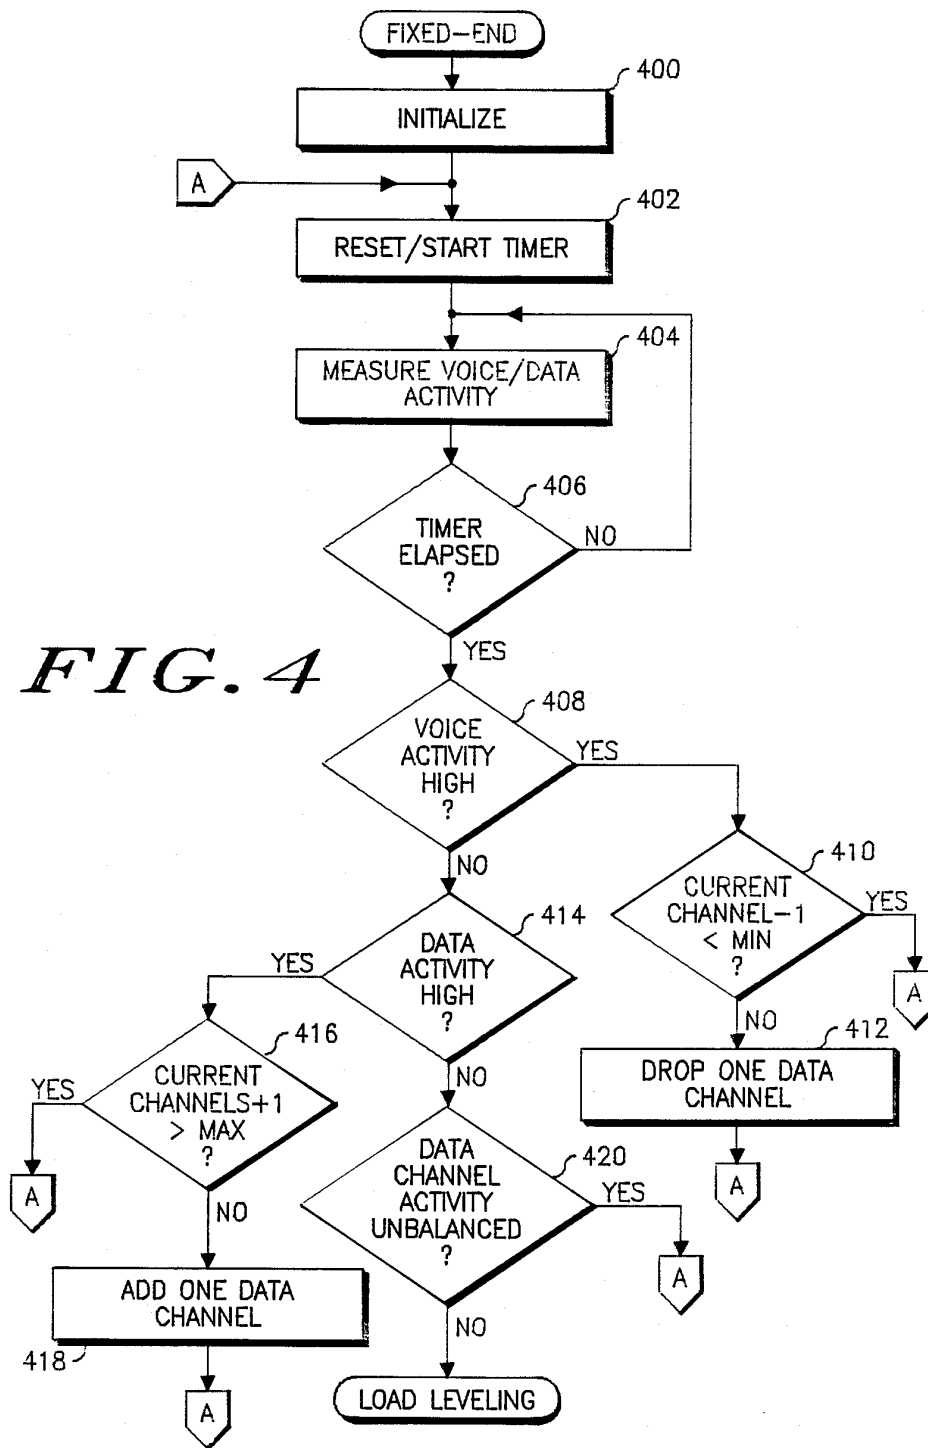 FIXED-END
400
INITIALIZE
A
402
RESET/START TIMER
404
MEASURE VOICE/DATA
ACTIVITY
406
TIMER
ELAPSED
?
NO
YES
FIG. 4
408
VOICE
ACTIVITY
HIGH
?
YES
NO
410
CURRENT
CHANNEL-1
< MIN
?
YES
A
NO
412
DROP ONE DATA
CHANNEL
A
414
DATA
ACTIVITY
HIGH
?
YES
NO
416
CURRENT
CHANNELS+1
> MAX
?
YES
A
NO
ADD ONE DATA
CHANNEL
418
A
420
DATA
CHANNEL
ACTIVITY
UNBALANCED
?
YES
A
NO
LOAD LEVELING